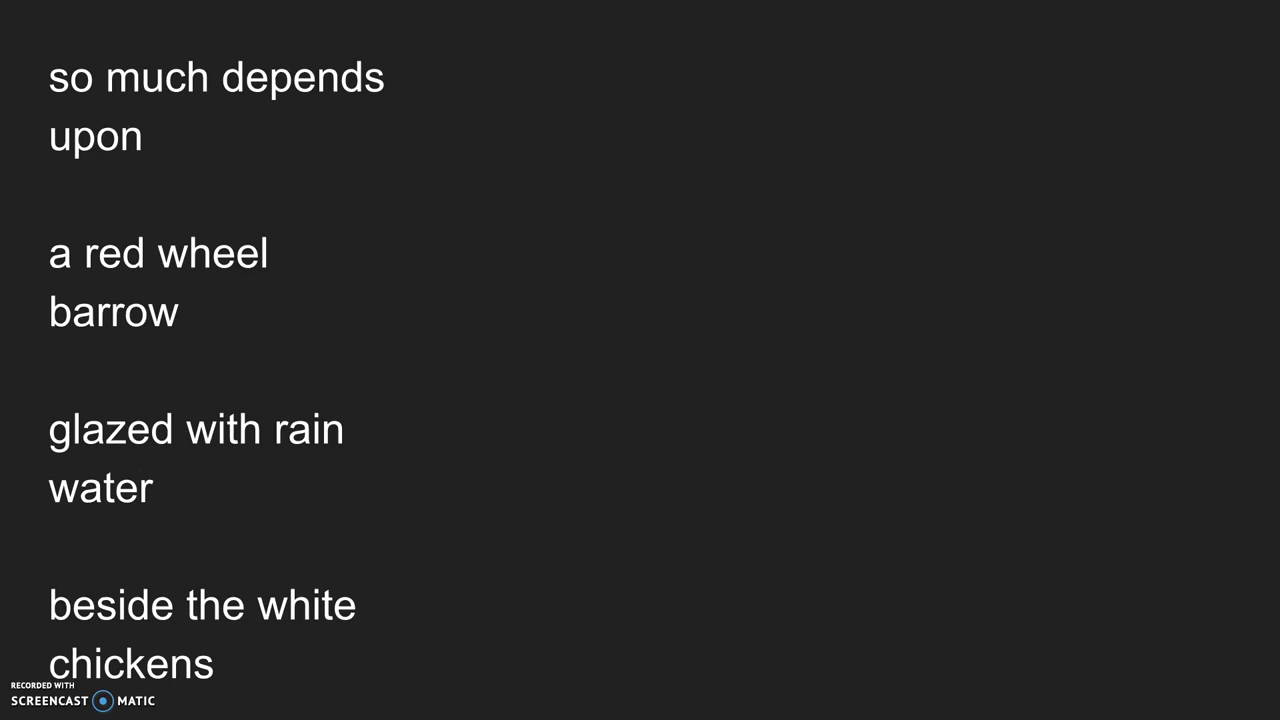 so much depends
upon
a red wheel
barrow
glazed with rain
water
beside the white
chickens
RECORDED WITH
SCREENCAST MATIC